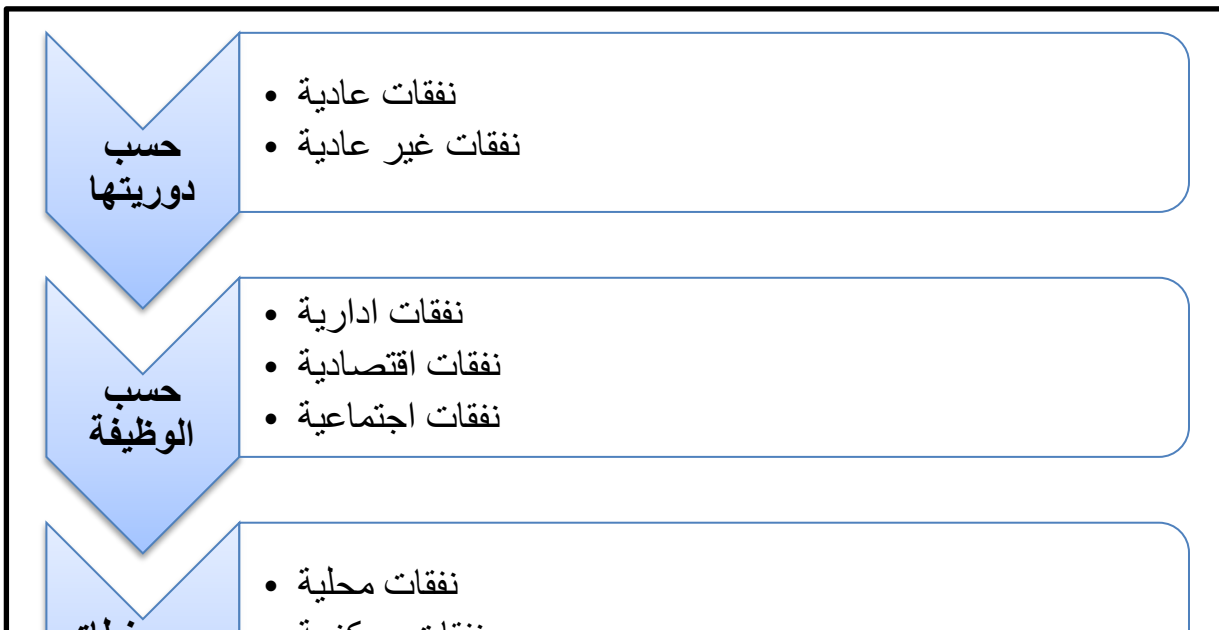 حسب
دوريتها
• نفقات عادية
• نفقات غير عادية
حسب
الوظيفة
• نفقات ادارية
• نفقات اقتصادية
• نفقات اجتماعية
• نفقات محلية